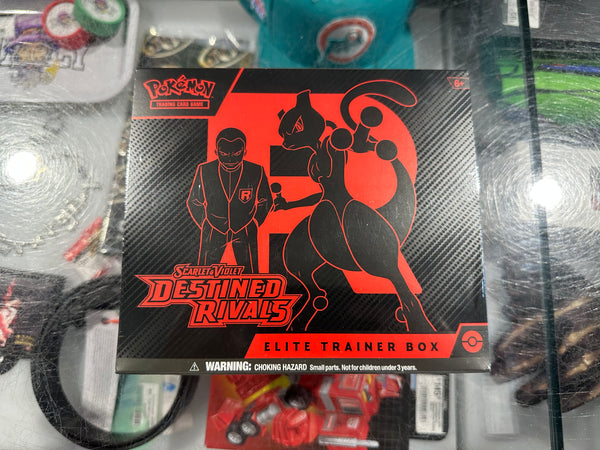 POKéMON
TRADING CARD GAME
6+
R
SCARLET & VIOLET
DESTINED
RIVALS
ELITE TRAINER BOX
WARNING: CHOKING HAZARD Small parts. Not for children under 3 years.